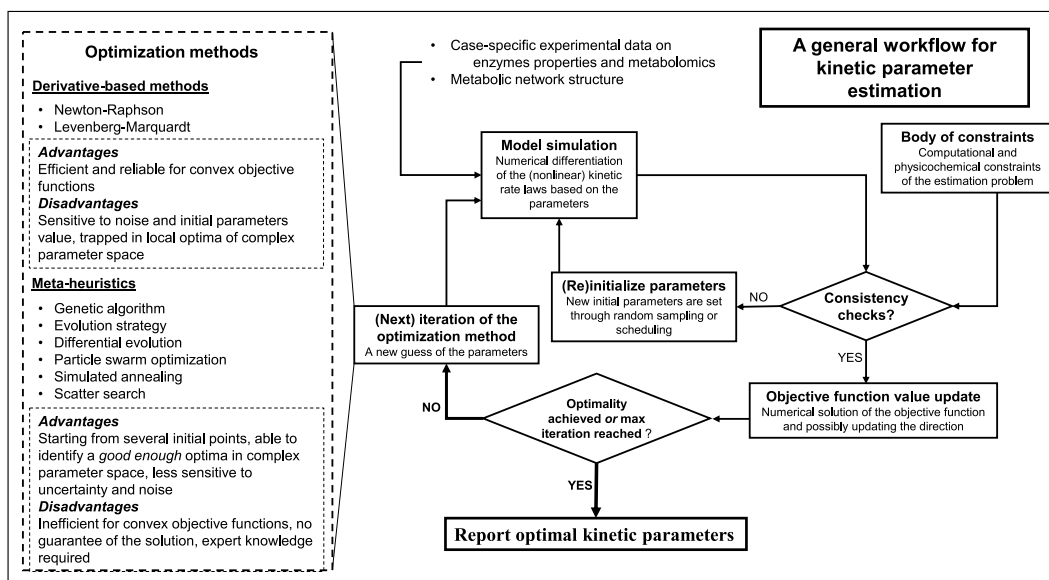 Optimization methods
Derivative-based methods
• Newton-Raphson
• Levenberg-Marquardt
Advantages
Efficient and reliable for convex objective
functions
Disadvantages
Sensitive to noise and initial parameters
value, trapped in local optima of complex
parameter space
Meta-heuristics
• Genetic algorithm
• Evolution strategy
• Differential evolution
• Particle swarm optimization
• Simulated annealing
• Scatter search
Advantages
Starting from several initial points, able to
identify a good enough optima in complex
parameter space, less sensitive to
uncertainty and noise
Disadvantages
Inefficient for convex objective functions, no
guarantee of the solution, expert knowledge
required
• Case-specific experimental data on
enzymes properties and metabolomics
• Metabolic network structure
A general workflow for
kinetic parameter
estimation
Model simulation
Numerical differentiation
of the (nonlinear) kinetic
rate laws based on the
parameters
Body of constraints
Computational and
physicochemical constraints
of the estimation problem
(Re)initialize parameters
New initial parameters are set
through random sampling or
scheduling
NO
Consistency
checks?
YES
(Next) iteration of the
optimization method
A new guess of the parameters
NO
Optimality
achieved or max
iteration reached ?
Objective function value update
Numerical solution of the objective function
and possibly updating the direction
YES
Report optimal kinetic parameters